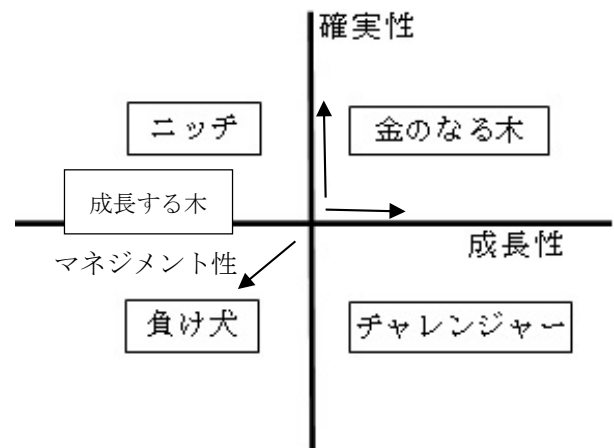 確実性
ニッチ
金のなる木
成長する木
成長性
マネジメント性
負け犬
チャレンジャー